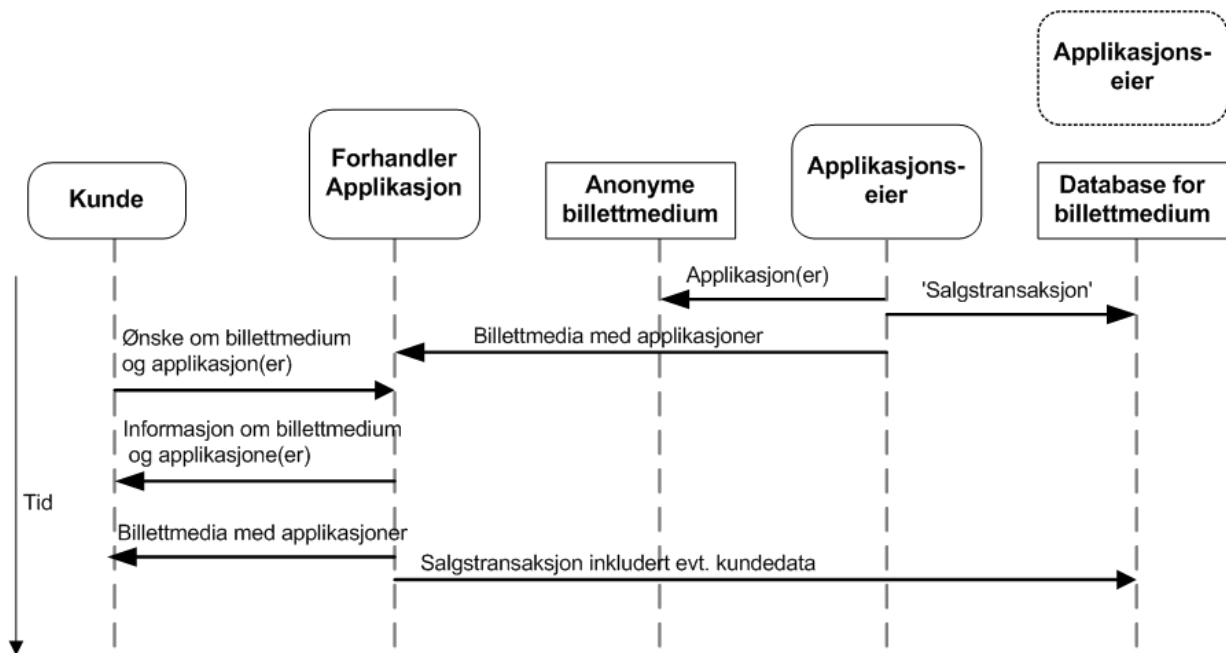 Applikasjons-
eier
Kunde
Forhandler
Applikasjon
Anonyme
billettmedium
Applikasjons-
eier
Database for
billettmedium
Applikasjon(er)
'Salgstransaksjon'
Billettmedia med applikasjoner
Ønske om billettmedium
og applikasjon(er)
Informasjon om billettmedium
og applikasjone(er)
Tid
Billettmedia med applikasjoner
Salgstransaksjon inkludert evt. kundedata